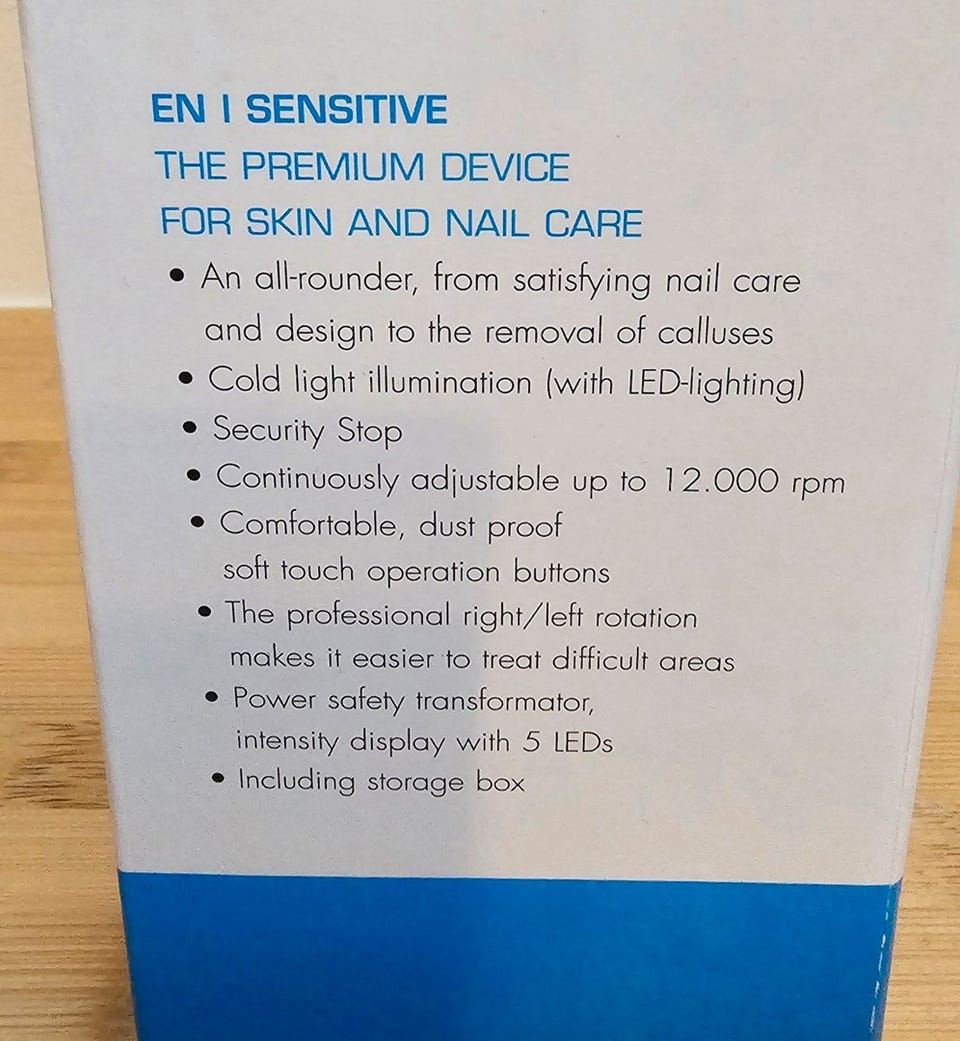 EN I SENSITIVE
THE PREMIUM DEVICE
FOR SKIN AND NAIL CARE
• An all-rounder, from satisfying nail care
and design to the removal of calluses
• Cold light illumination (with LED-lighting)
• Security Stop
• Continuously adjustable up to 12.000 rpm
• Comfortable, dust proof
soft touch operation buttons
• The professional right/left rotation
makes it easier to treat difficult areas
• Power safety transformator,
intensity display with 5 LEDs
• Including storage box